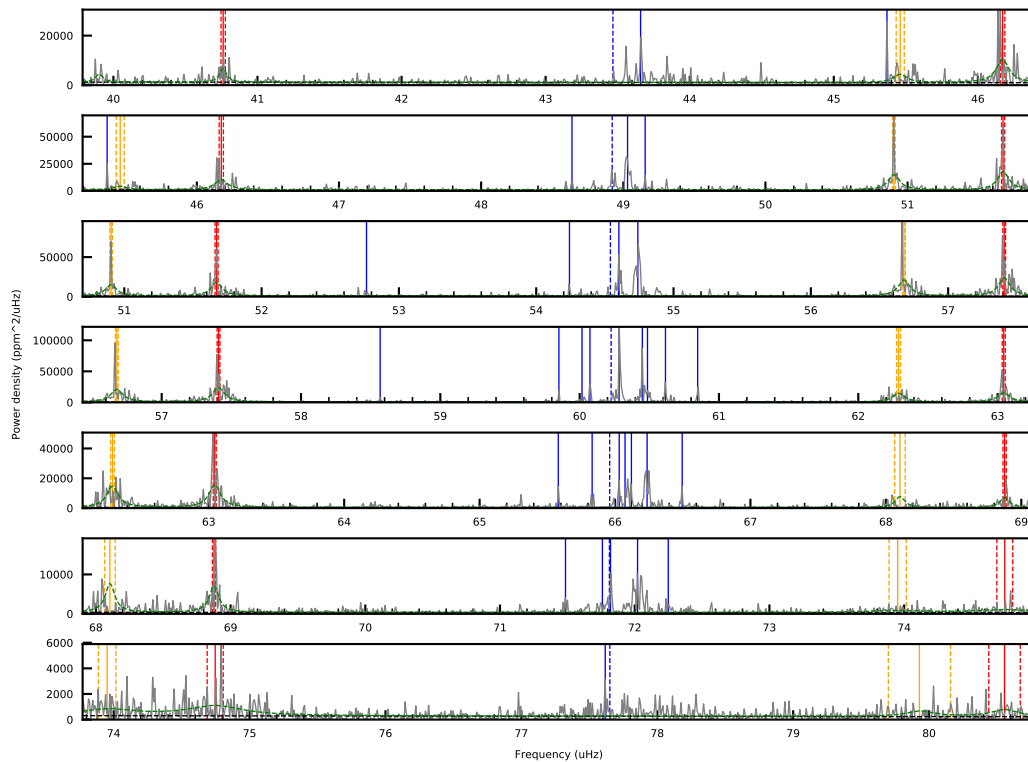 20000
0
40 41 42 43 44 45 46
50000
25000
0
46 47 48 49 50 51
50000
0
51 52 53 54 55 56 57
100000
50000
0
57 58 59 60 61 62 63
Power density (ppm^2/uHz)
40000
20000
0
63 64 65 66 67 68 69
10000
0
68 69 70 71 72 73 74
6000
4000
2000
0
74 75 76 77 78 79 80
Frequency (uHz)